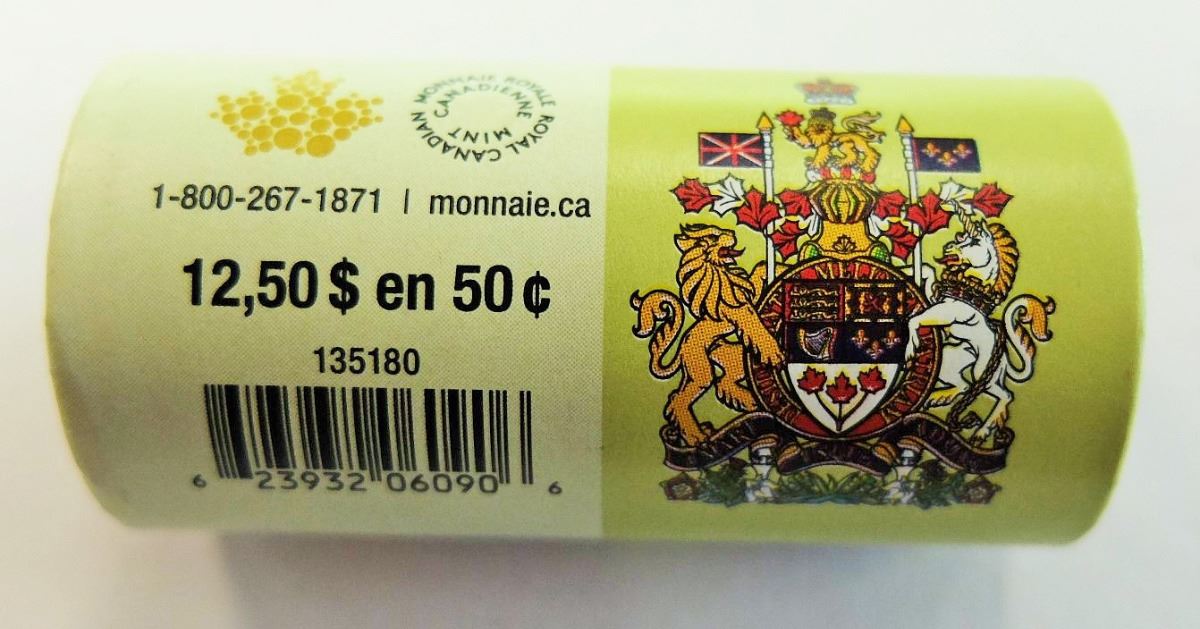 MONNAIE ROYALE CANADIENNE
ROYAL CANADIAN MINT
1-800-267-1871 | monnaie.ca
12,50 $ en 50 ¢
135180
6 23932 06090 6